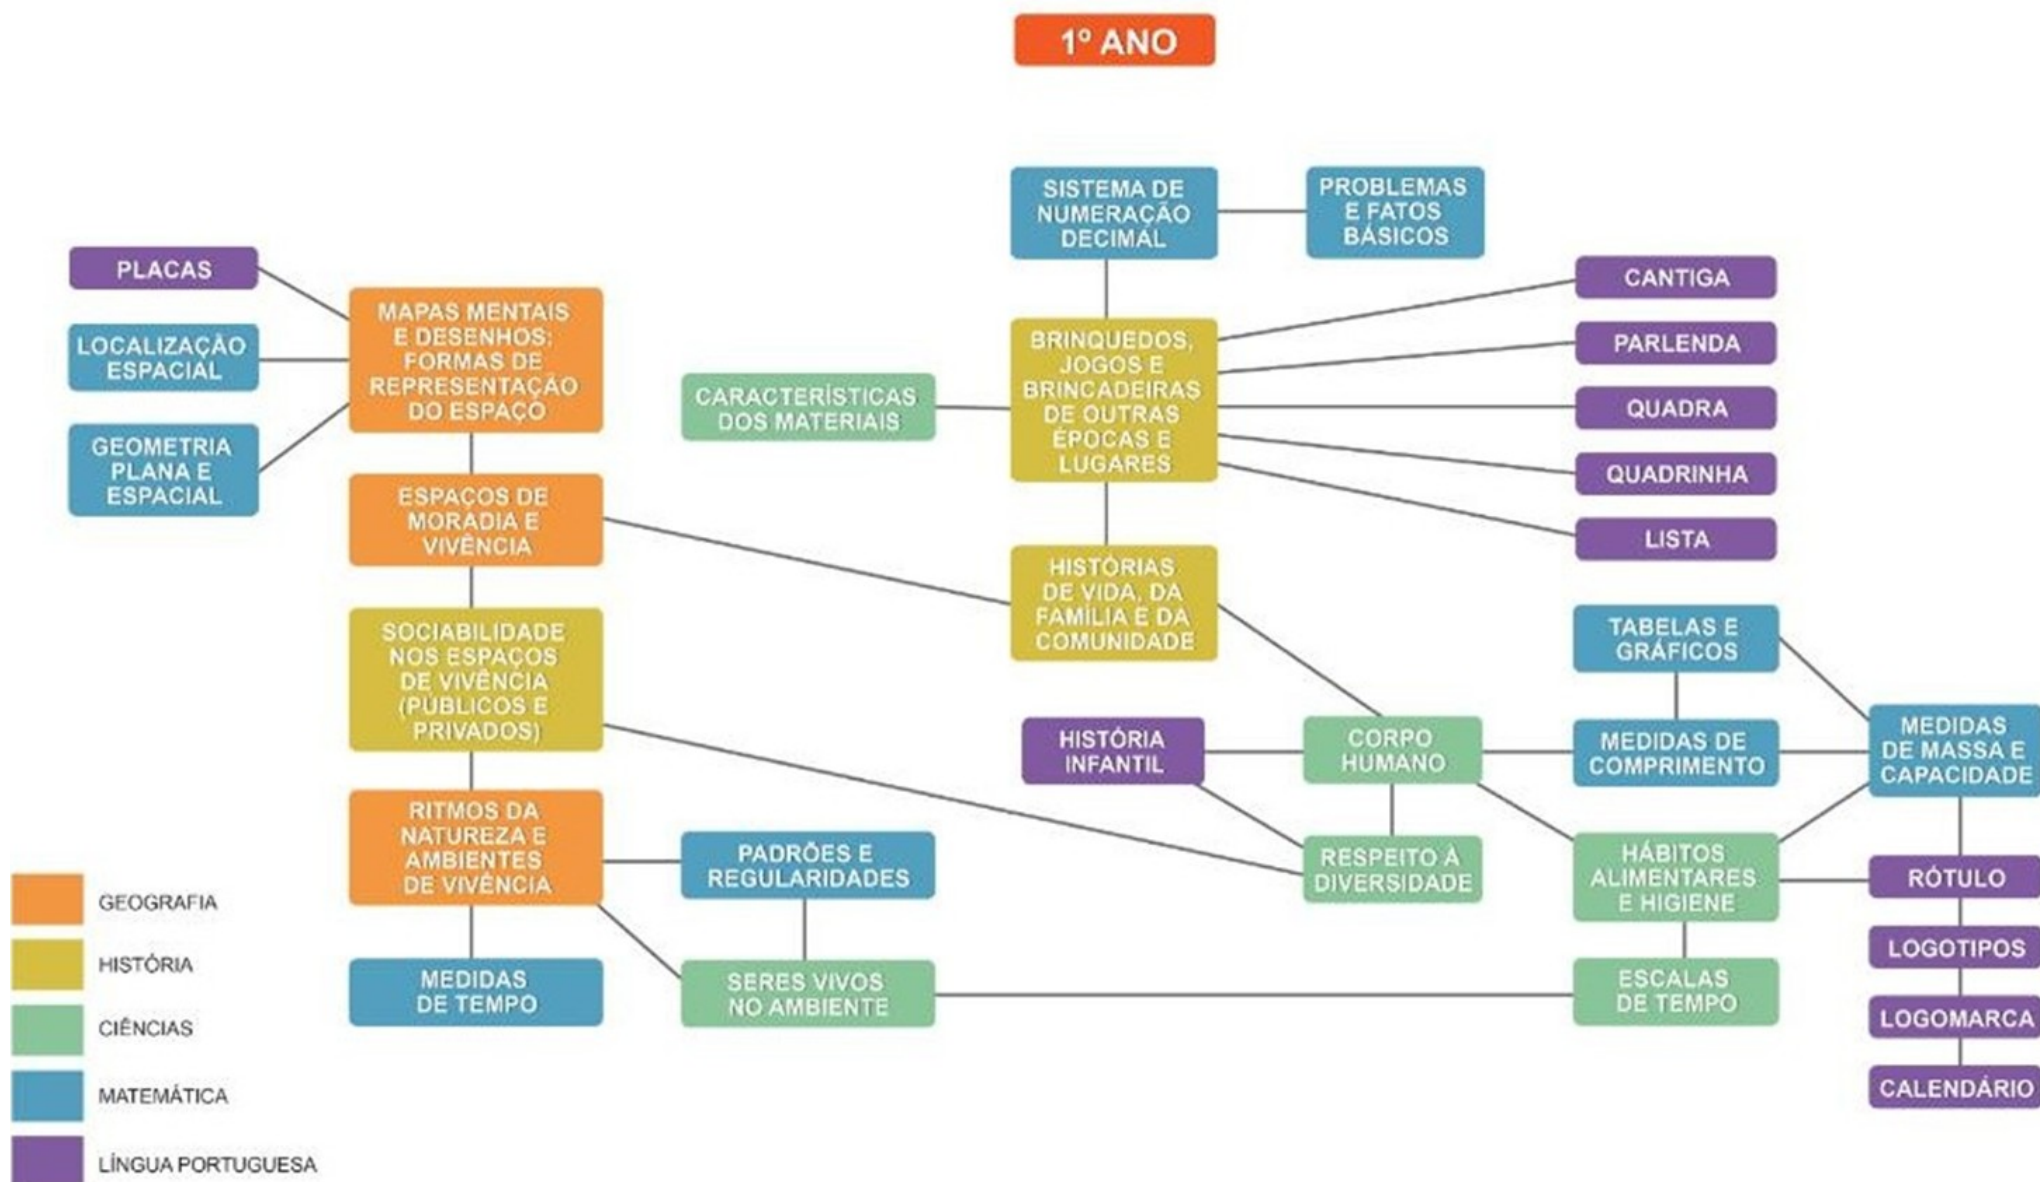 1º ANO
SISTEMA DE
NUMERAÇÃO
DECIMAL
PROBLEMAS
E FATOS
BÁSICOS
PLACAS
LOCALIZAÇÃO
ESPACIAL
GEOMETRIA
PLANA E
ESPACIAL
MAPAS MENTAIS
E DESENHOS;
FORMAS DE
REPRESENTAÇÃO
DO ESPAÇO
CARACTERÍSTICAS
DOS MATERIAIS
BRINQUEDOS,
JOGOS E
BRINCADEIRAS
DE OUTRAS
ÉPOCAS E
LUGARES
CANTIGA
PARLENDA
QUADRA
QUADRINHA
LISTA
ESPAÇOS DE
MORADIA E
VIVÊNCIA
HISTÓRIAS
DE VIDA, DA
FAMÍLIA E DA
COMUNIDADE
SOCIABILIDADE
NOS ESPAÇOS
DE VIVÊNCIA
(PÚBLICOS E
PRIVADOS)
TABELAS E
GRÁFICOS
HISTÓRIA
INFANTIL
CORPO
HUMANO
MEDIDAS DE
COMPRIMENTO
MEDIDAS
DE MASSA E
CAPACIDADE
RITMOS DA
NATUREZA E
AMBIENTES
DE VIVÊNCIA
PADRÕES E
REGULARIDADES
RESPEITO À
DIVERSIDADE
HÁBITOS
ALIMENTARES
E HIGIENE
RÓTULO
LOGOTIPOS
LOGOMARCA
CALENDÁRIO
MEDIDAS
DE TEMPO
SERES VIVOS
NO AMBIENTE
ESCALAS
DE TEMPO
GEOGRAFIA
HISTÓRIA
CIÊNCIAS
MATEMÁTICA
LÍNGUA PORTUGUESA